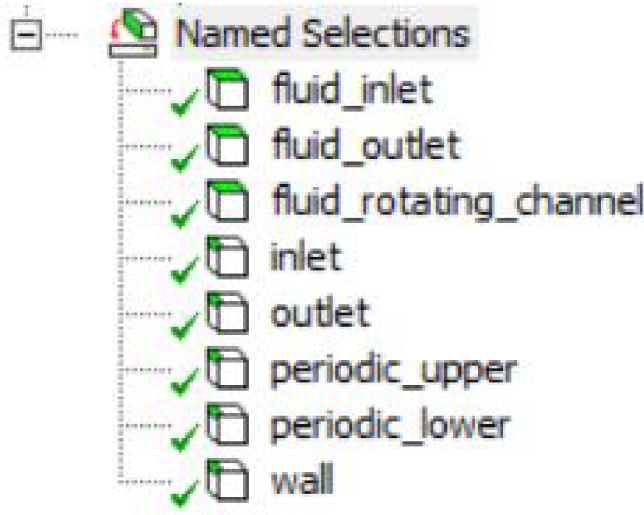 Named Selections
fluid_inlet
fluid_outlet
fluid_rotating_channel
inlet
outlet
periodic_upper
periodic_lower
wall